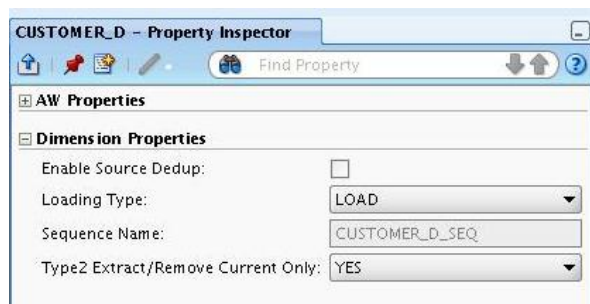 CUSTOMER_D - Property Inspector
Find Property
AW Properties
Dimension Properties
Enable Source Dedup:
Loading Type: LOAD
Sequence Name: CUSTOMER_D_SEQ
Type2 Extract/Remove Current Only: YES